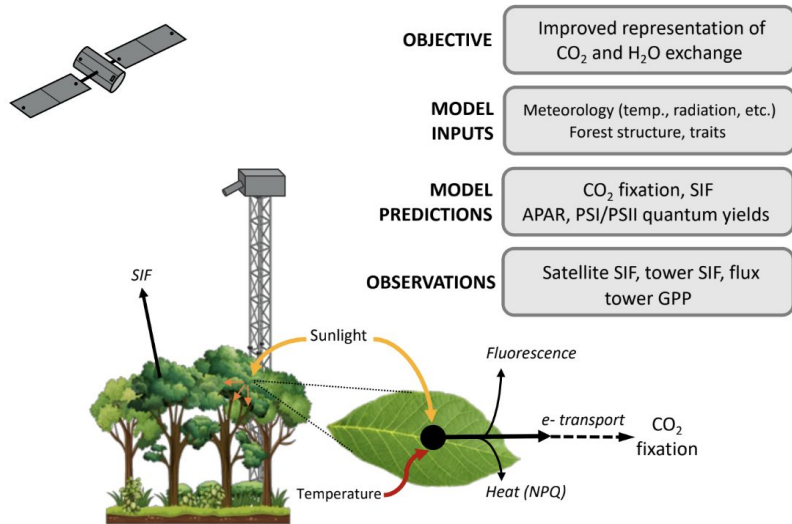 OBJECTIVE
Improved representation of
CO₂ and H₂O exchange
MODEL
INPUTS
Meteorology (temp., radiation, etc.)
Forest structure, traits
MODEL
PREDICTIONS
CO₂ fixation, SIF
APAR, PSI/PSII quantum yields
OBSERVATIONS
Satellite SIF, tower SIF, flux
tower GPP
SIF
Sunlight
Fluorescence
e- transport
CO₂
fixation
Temperature
Heat (NPQ)